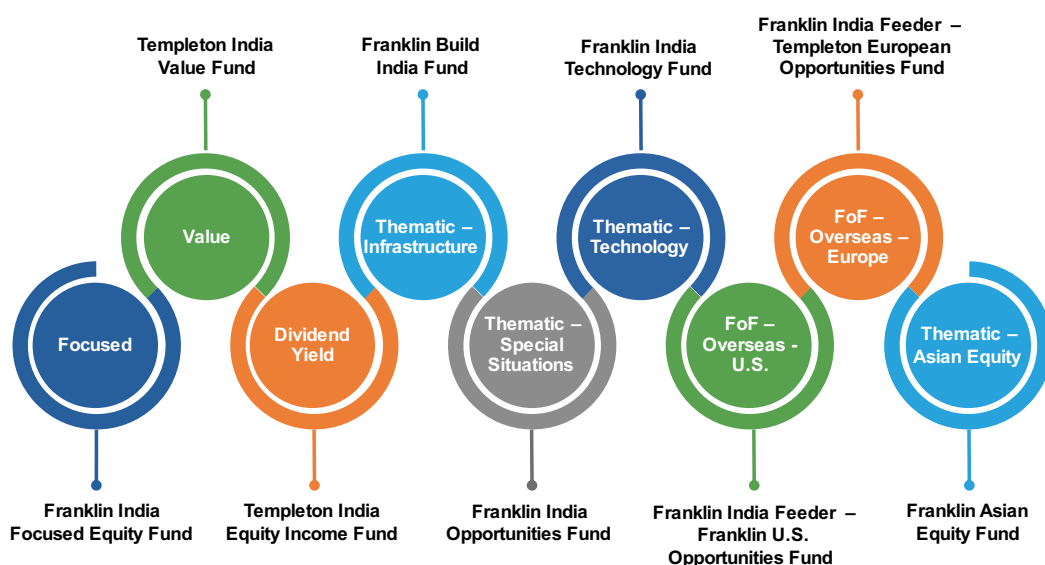 Templeton India
Value Fund
Franklin Build
India Fund
Franklin India
Technology Fund
Franklin India Feeder –
Templeton European
Opportunities Fund
Focused
Value
Dividend
Yield
Thematic –
Infrastructure
Thematic –
Special
Situations
Thematic –
Technology
FoF –
Overseas -
U.S.
FoF –
Overseas –
Europe
Thematic –
Asian Equity
Franklin India
Focused Equity Fund
Templeton India
Equity Income Fund
Franklin India
Opportunities Fund
Franklin India Feeder –
Franklin U.S.
Opportunities Fund
Franklin Asian
Equity Fund